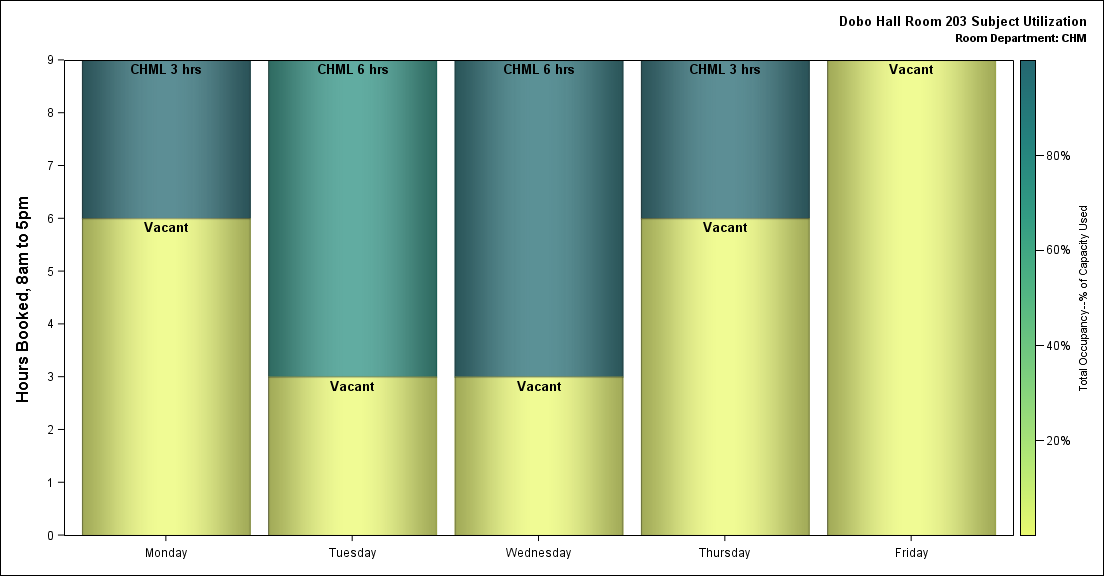 Dobo Hall Room 203 Subject Utilization
Room Department: CHM
Hours Booked, 8am to 5pm
9
8
7
6
5
4
3
2
1
0
CHML 3 hrs
CHML 6 hrs
CHML 6 hrs
CHML 3 hrs
Vacant
Vacant
Vacant
Vacant
Vacant
Monday
Tuesday
Wednesday
Thursday
Friday
80%
60%
40%
20%
Total Occupancy--% of Capacity Used